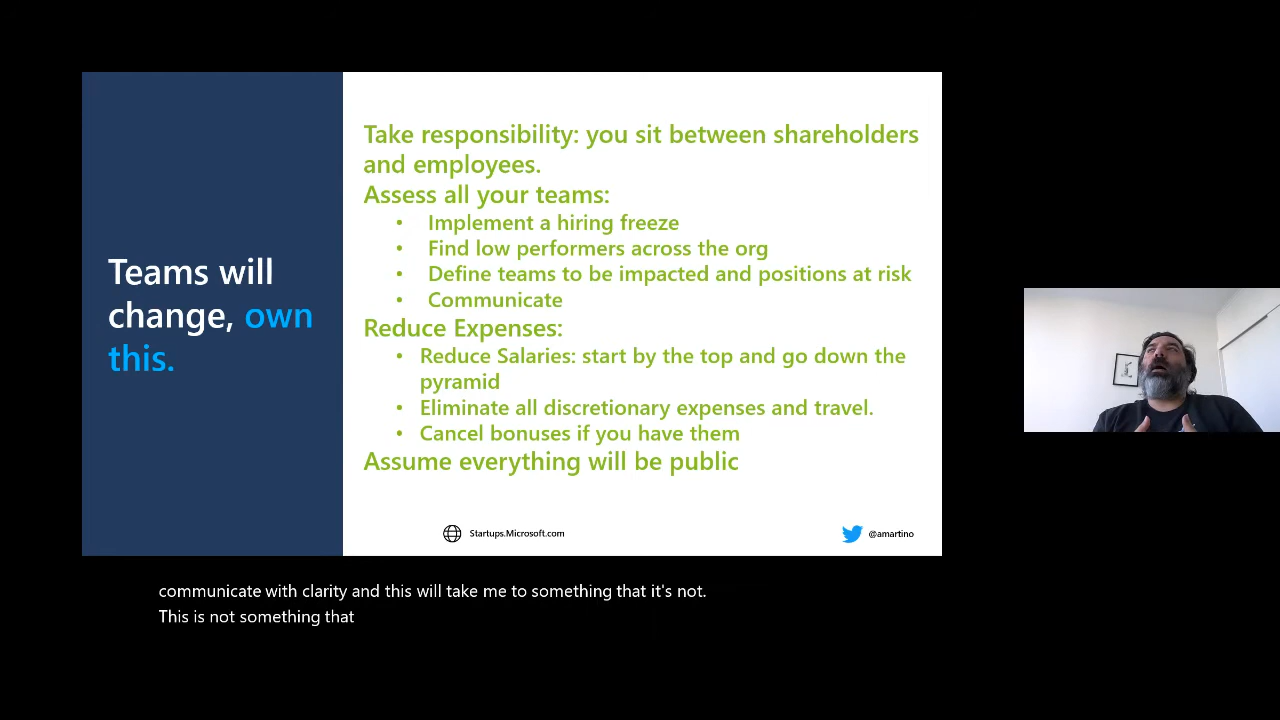 Teams will
change, own
this.
Take responsibility: you sit between shareholders
and employees.
Assess all your teams:
• Implement a hiring freeze
• Find low performers across the org
• Define teams to be impacted and positions at risk
• Communicate
Reduce Expenses:
• Reduce Salaries: start by the top and go down the
pyramid
• Eliminate all discretionary expenses and travel.
• Cancel bonuses if you have them
Assume everything will be public
Startups.Microsoft.com
@amartino
communicate with clarity and this will take me to something that it's not.
This is not something that